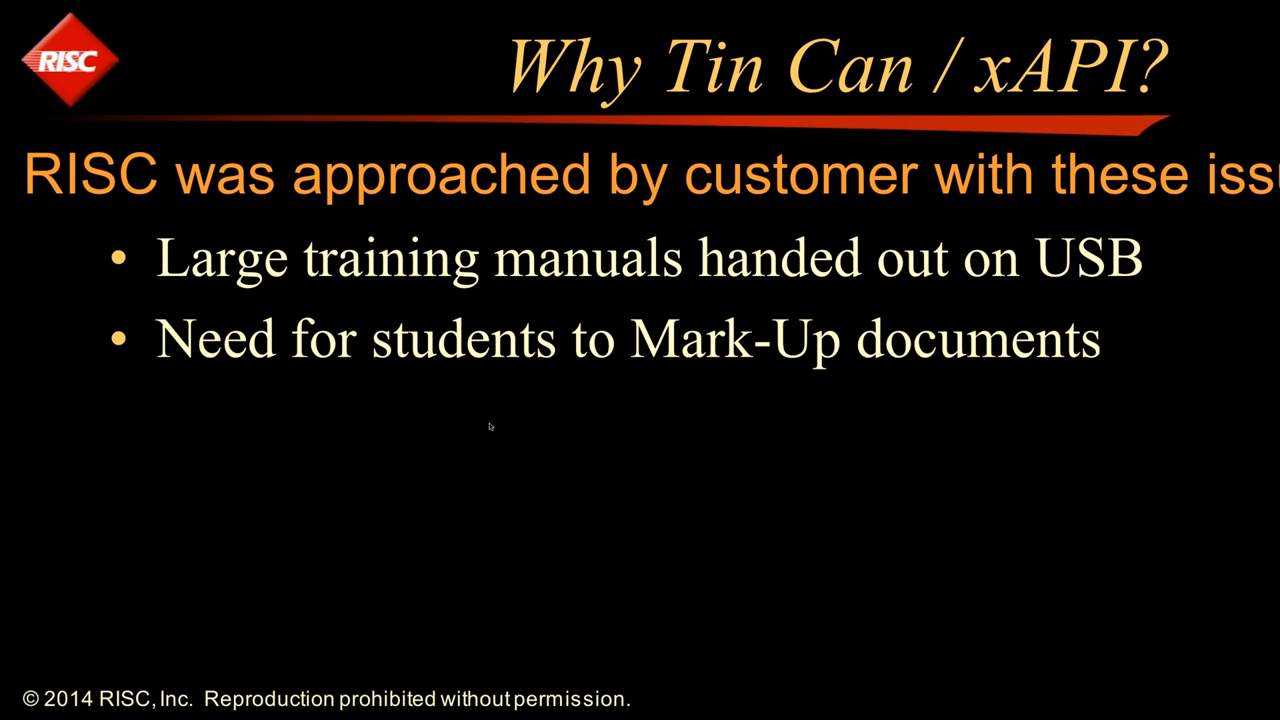 RISC
Why Tin Can / xAPI?
RISC was approached by customer with these iss
• Large training manuals handed out on USB
• Need for students to Mark-Up documents
© 2014 RISC, Inc. Reproduction prohibited without permission.